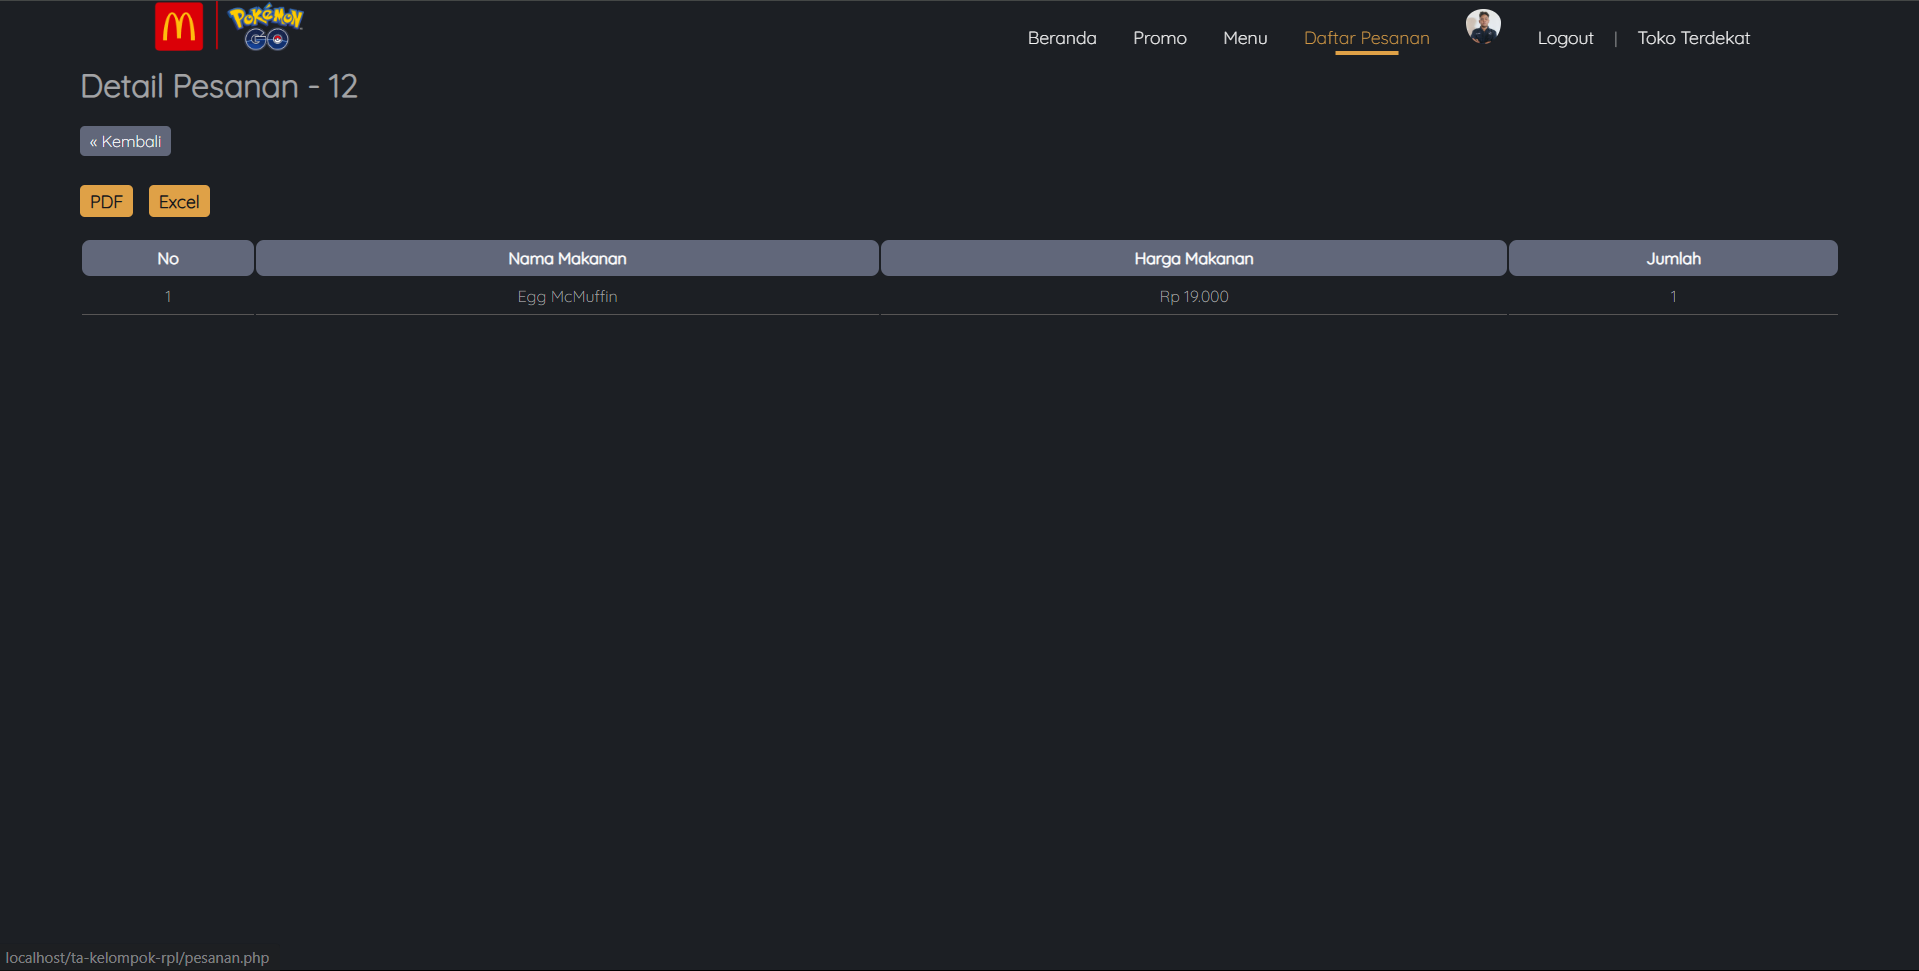 POKéMON
GO
Beranda Promo Menu Daftar Pesanan Logout | Toko Terdekat
Detail Pesanan - 12
« Kembali
PDF Excel
No Nama Makanan Harga Makanan Jumlah
1 Egg McMuffin Rp 19.000 1
localhost/ta-kelompok-rpl/pesanan.php